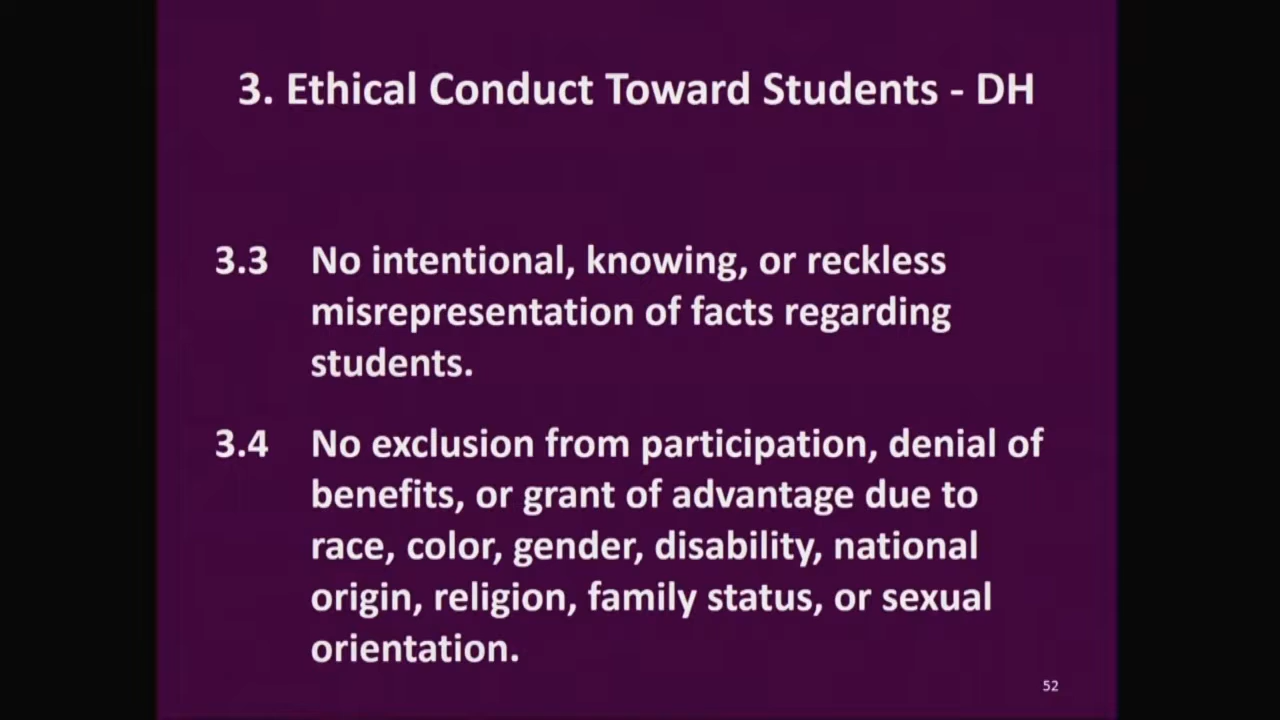 3. Ethical Conduct Toward Students - DH
3.3 No intentional, knowing, or reckless
misrepresentation of facts regarding
students.
3.4 No exclusion from participation, denial of
benefits, or grant of advantage due to
race, color, gender, disability, national
origin, religion, family status, or sexual
orientation.
52